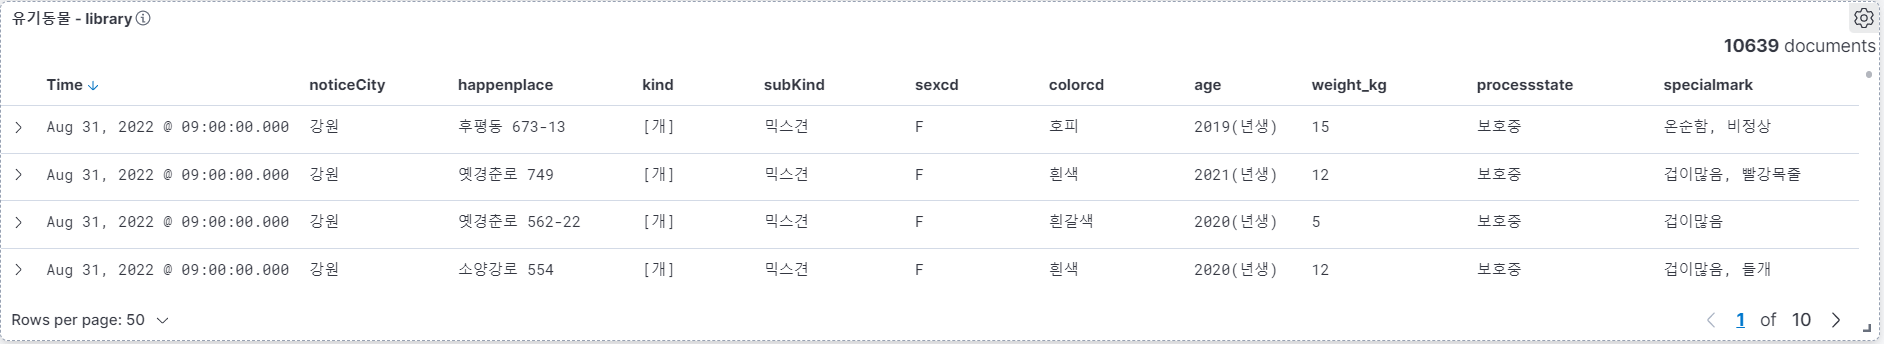 유기동물 - library
10639 documents
Time noticeCity happenplace kind subKind sexcd colorcd age weight_kg processstate specialmark
Aug 31, 2022 @ 09:00:00.000 강원 후평동 673-13 [개] 믹스견 F 호피 2019(년생) 15 보호중 온순함, 비정상
Aug 31, 2022 @ 09:00:00.000 강원 옛경춘로 749 [개] 믹스견 F 흰색 2021(년생) 12 보호중 겁이많음, 빨강목줄
Aug 31, 2022 @ 09:00:00.000 강원 옛경춘로 562-22 [개] 믹스견 F 흰갈색 2020(년생) 5 보호중 겁이많음
Aug 31, 2022 @ 09:00:00.000 강원 소양강로 554 [개] 믹스견 F 흰색 2020(년생) 12 보호중 겁이많음, 들개
Rows per page: 50 1 of 10